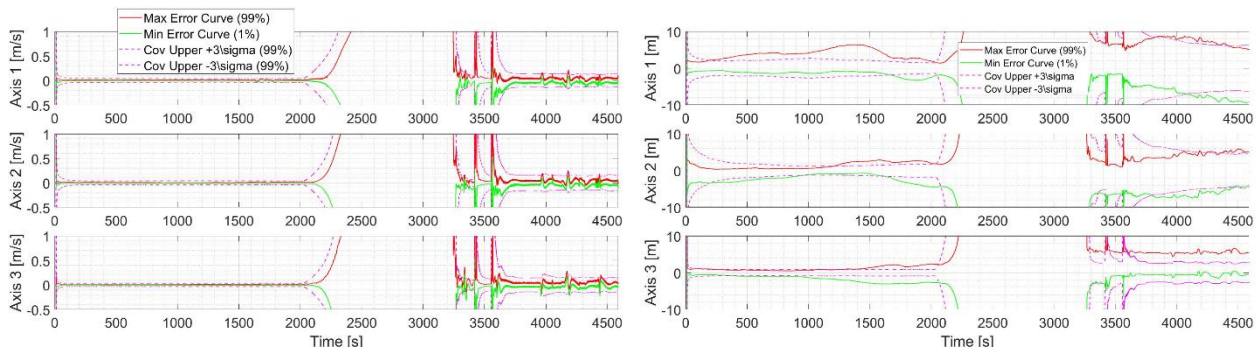 Max Error Curve (99%)
Min Error Curve (1%)
Cov Upper +3\sigma (99%)
Cov Upper -3\sigma (99%)
Axis 1 [m/s]
1
0.5
0
-0.5
0 500 1000 1500 2000 2500 3000 3500 4000 4500
Axis 2 [m/s]
1
0.5
0
-0.5
0 500 1000 1500 2000 2500 3000 3500 4000 4500
Axis 3 [m/s]
1
0.5
0
-0.5
0 500 1000 1500 2000 2500 3000 3500 4000 4500
Time [s]
Max Error Curve (99%)
Min Error Curve (1%)
Cov Upper +3\sigma
Cov Upper -3\sigma
Axis 1 [m]
10
0
-10
0 500 1000 1500 2000 2500 3000 3500 4000 4500
Axis 2 [m]
10
0
-10
0 500 1000 1500 2000 2500 3000 3500 4000 4500
Axis 3 [m]
10
0
-10
0 500 1000 1500 2000 2500 3000 3500 4000 4500
Time [s]